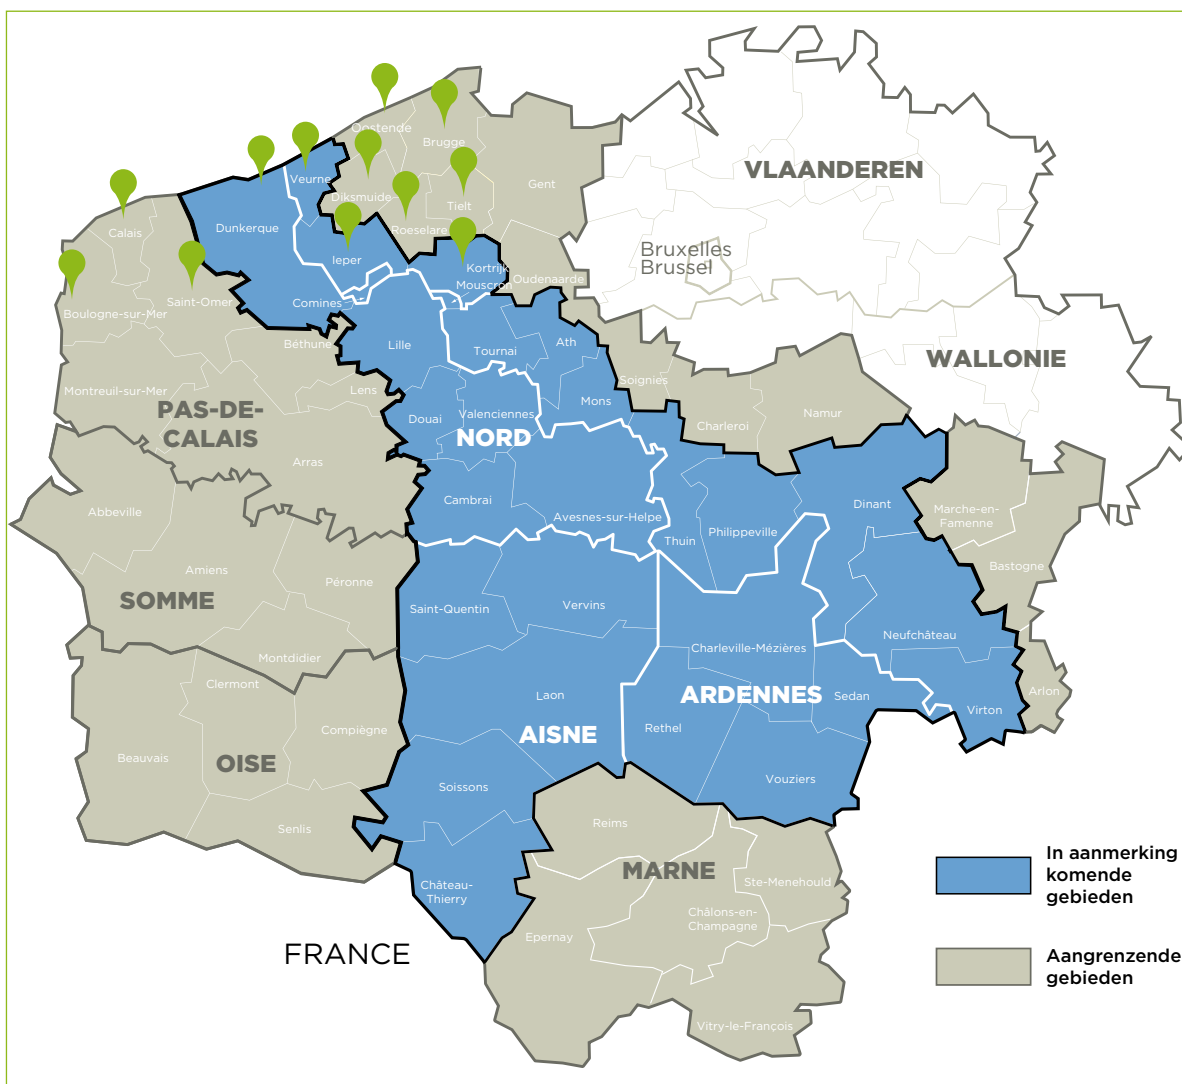 Oostende
Brugge
VLAANDEREN
Veurne
Gent
Diksmuide
Tielt
Calais
Dunkerque
Roeselare
Ieper
Bruxelles
Brussel
Kortrijk
Mouscron
Oudenaarde
Saint-Omer
Comines
Boulogne-sur-Mer
Béthune
Lille
Tournai
Ath
WALLONIE
Soignies
Montreuil-sur-Mer
Lens
PAS-DE-
CALAIS
Mons
Douai
Valenciennes
NORD
Charleroi
Namur
Arras
Cambrai
Dinant
Abbeville
Avesnes-sur-Helpe
Thuin
Philippeville
Marche-en-
Famenne
Bastogne
Amiens
Péronne
SOMME
Saint-Quentin
Vervins
Neufchâteau
Montdidier
Charleville-Mézières
Clermont
Laon
ARDENNES
Sedan
Arlon
Virton
Compiègne
Rethel
AISNE
Beauvais
OISE
Soissons
Vouziers
Senlis
Reims
MARNE
Château-
Thierry
Ste-Menehould
Châlons-en-
Champagne
Epernay
FRANCE
Vitry-le-François
In aanmerking
komende
gebieden
Aangrenzende
gebieden